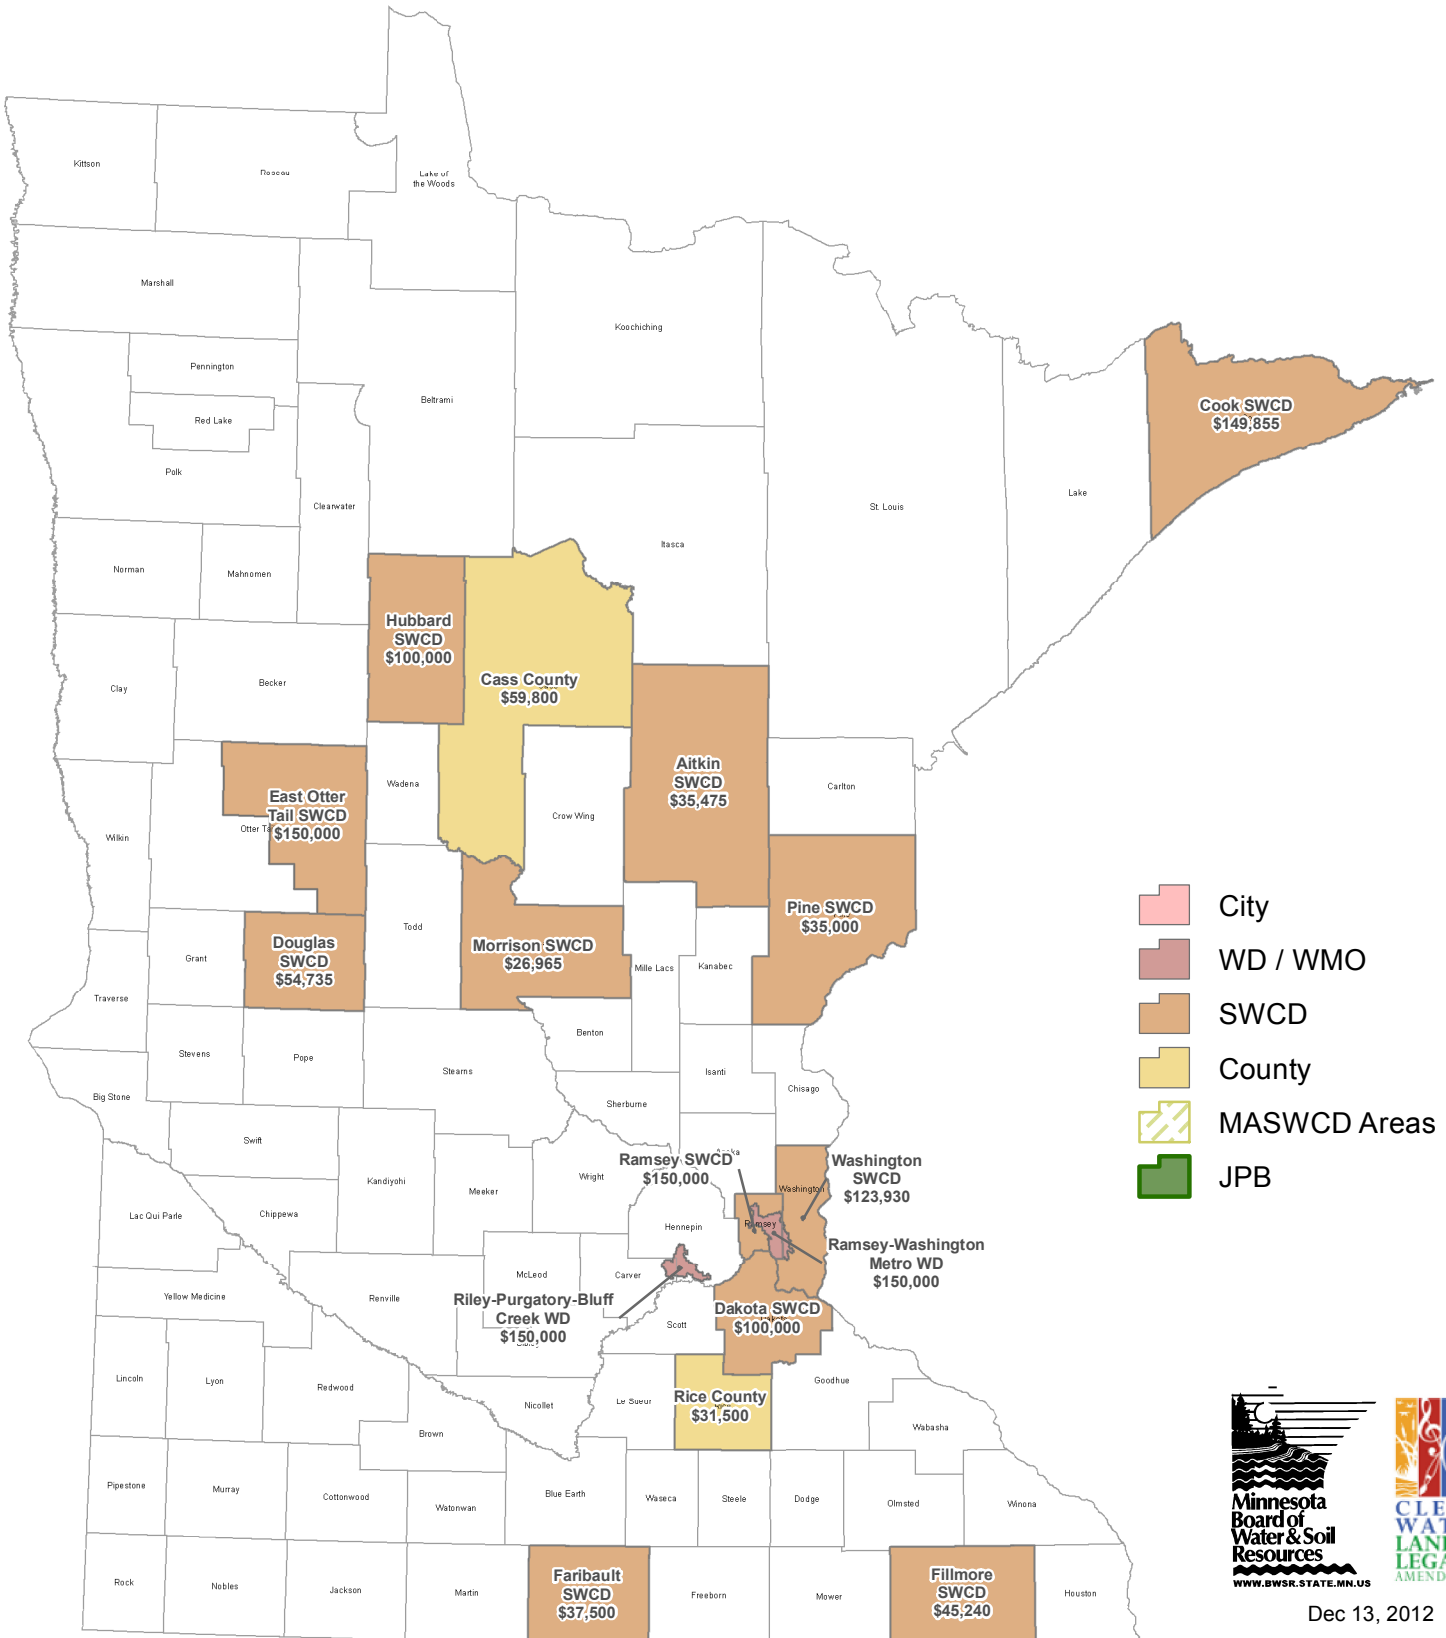 Kittson
Roseau
Lake of
the Woods
Marshall
Koochiching
Pennington
Beltrami
Red Lake
Cook SWCD
$149,855
Polk
Clearwater
Lake
St. Louis
Itasca
Norman
Mahnomen
Hubbard
SWCD
$100,000
Cass County
$59,800
Clay
Becker
Aitkin
SWCD
$35,475
Wadena
Carlton
East Otter
Tail SWCD
$150,000
Crow Wing
Wilkin
Pine SWCD
$35,000
City
Todd
Douglas
SWCD
$54,735
Morrison SWCD
$26,965
Grant
Mille Lacs
Kanabec
WD / WMO
Traverse
SWCD
Benton
Stevens
Pope
Stearns
Isanti
County
Chisago
Big Stone
Sherburne
MASWCD Areas
Swift
Ramsey SWCD
$150,000
Washington
SWCD
$123,930
JPB
Wright
Kandiyohi
Meeker
Washington
Lac Qui Parle
Chippewa
Hennepin
Ramsey
Ramsey-Washington
Metro WD
$150,000
McLeod
Carver
Yellow Medicine
Renville
Riley-Purgatory-Bluff
Creek WD
$150,000
Dakota SWCD
$100,000
Scott
Lincoln
Lyon
Redwood
Goodhue
Rice County
$31,500
Le Sueur
Nicollet
Wabasha
Brown
Pipestone
Murray
Cottonwood
Watonwan
Blue Earth
Waseca
Steele
Dodge
Olmsted
Winona
Minnesota
Board of
Water & Soil
Resources
WWW.BWSR.STATE.MN.US
CLE
WAT
LAN
LEGA
AMEND
Rock
Nobles
Jackson
Martin
Faribault
SWCD
$37,500
Freeborn
Mower
Fillmore
SWCD
$45,240
Houston
Dec 13, 2012